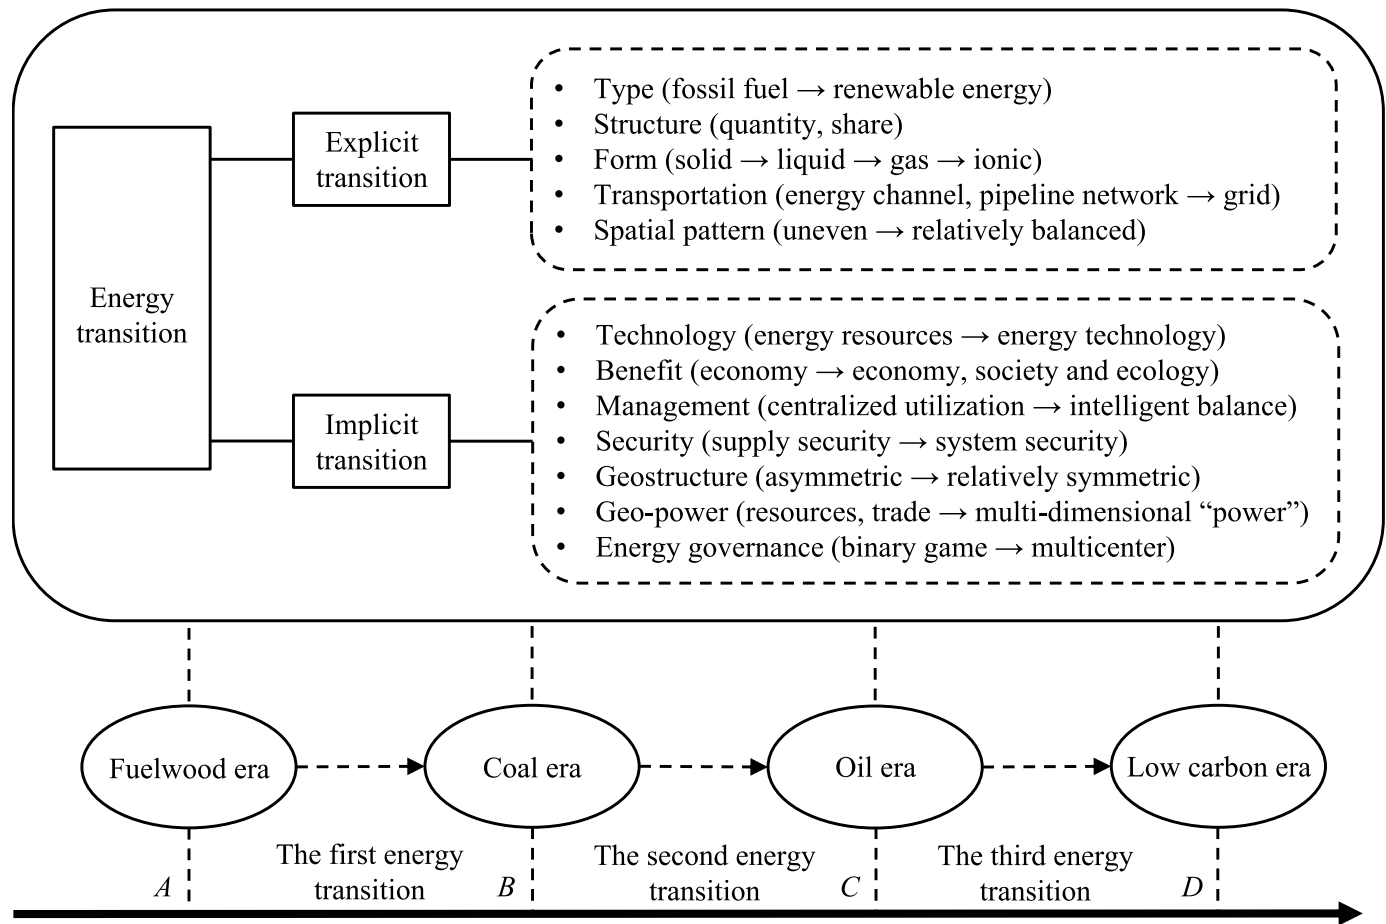 Energy
transition
Explicit
transition
• Type (fossil fuel → renewable energy)
• Structure (quantity, share)
• Form (solid → liquid → gas → ionic)
• Transportation (energy channel, pipeline network → grid)
• Spatial pattern (uneven → relatively balanced)
Implicit
transition
• Technology (energy resources → energy technology)
• Benefit (economy → economy, society and ecology)
• Management (centralized utilization → intelligent balance)
• Security (supply security → system security)
• Geostructure (asymmetric → relatively symmetric)
• Geo-power (resources, trade → multi-dimensional “power”)
• Energy governance (binary game → multicenter)
Fuelwood era
Coal era
Oil era
Low carbon era
A
The first energy
transition
B
The second energy
transition
C
The third energy
transition
D